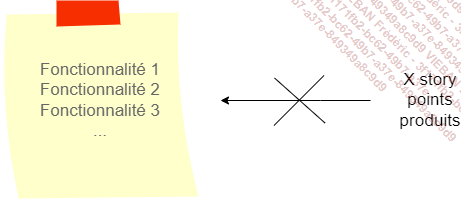 Fonctionnalité 1
Fonctionnalité 2
Fonctionnalité 3
...
X story
points
produits